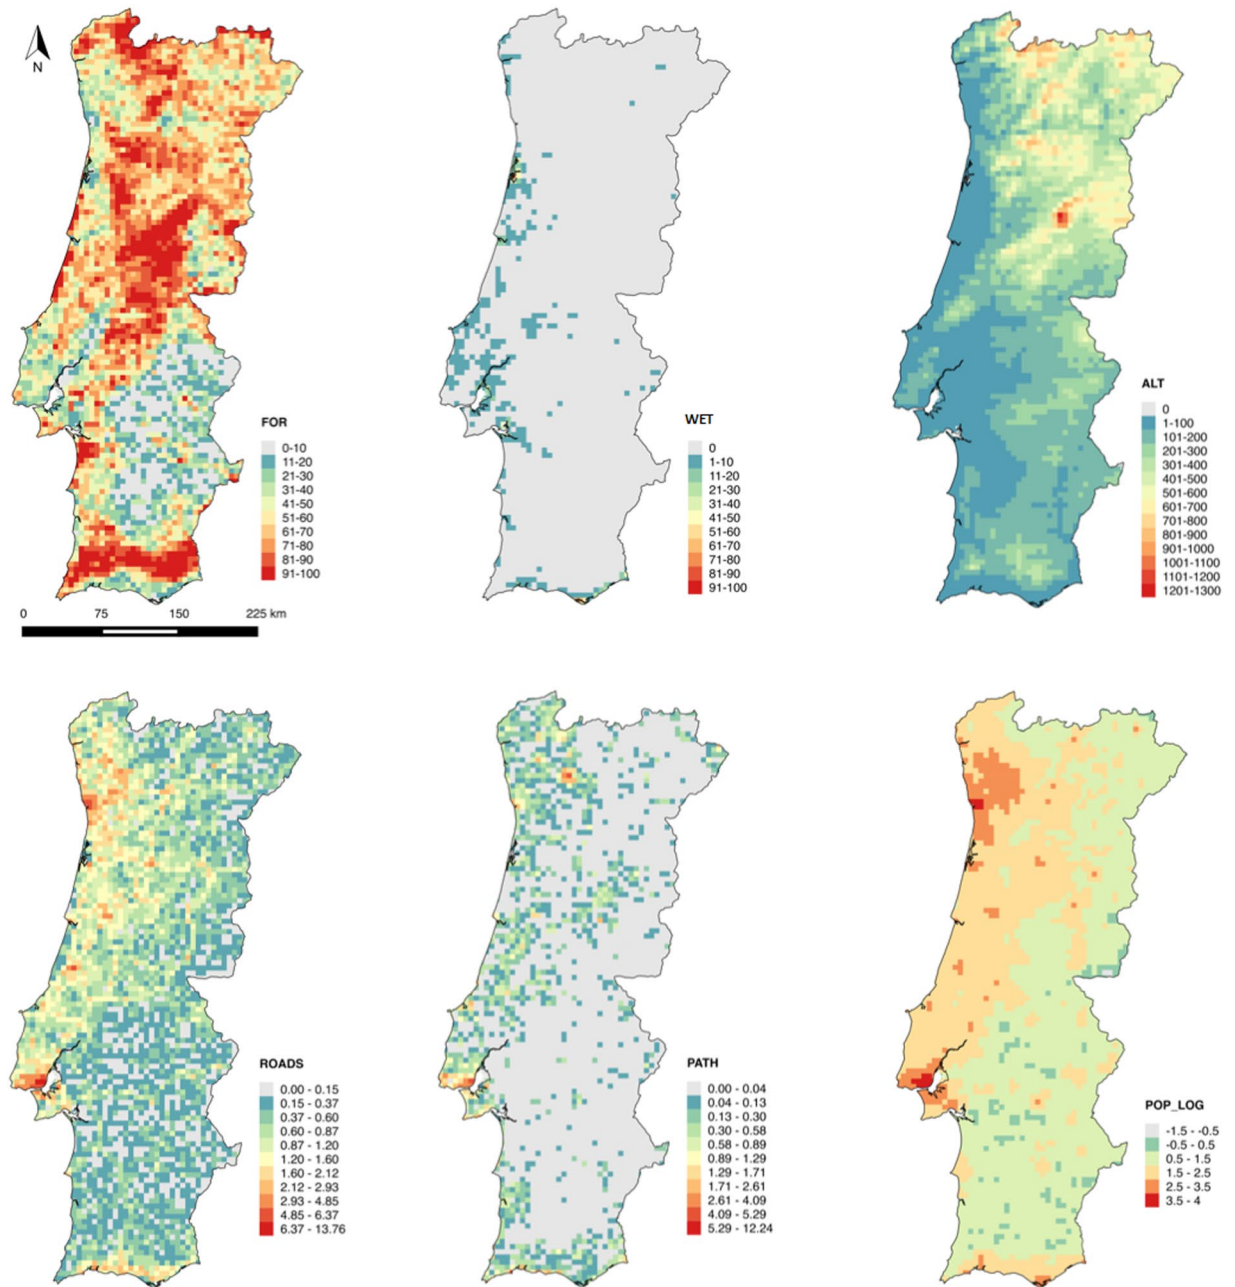 N
FOR
0-10
11-20
21-30
31-40
41-50
51-60
61-70
71-80
81-90
91-100
0 75 150 225 km
WET
0
1-10
11-20
21-30
31-40
41-50
51-60
61-70
71-80
81-90
91-100
ALT
0
1-100
101-200
201-300
301-400
401-500
501-600
601-700
701-800
801-900
901-1000
1001-1100
1101-1200
1201-1300
ROADS
0.00 - 0.15
0.15 - 0.37
0.37 - 0.60
0.60 - 0.87
0.87 - 1.20
1.20 - 1.60
1.60 - 2.12
2.12 - 2.93
2.93 - 4.85
4.85 - 6.37
6.37 - 13.76
PATH
0.00 - 0.04
0.04 - 0.13
0.13 - 0.30
0.30 - 0.58
0.58 - 0.89
0.89 - 1.29
1.29 - 1.71
1.71 - 2.61
2.61 - 4.09
4.09 - 5.29
5.29 - 12.24
POP_LOG
-1.5 - -0.5
-0.5 - 0.5
0.5 - 1.5
1.5 - 2.5
2.5 - 3.5
3.5 - 4